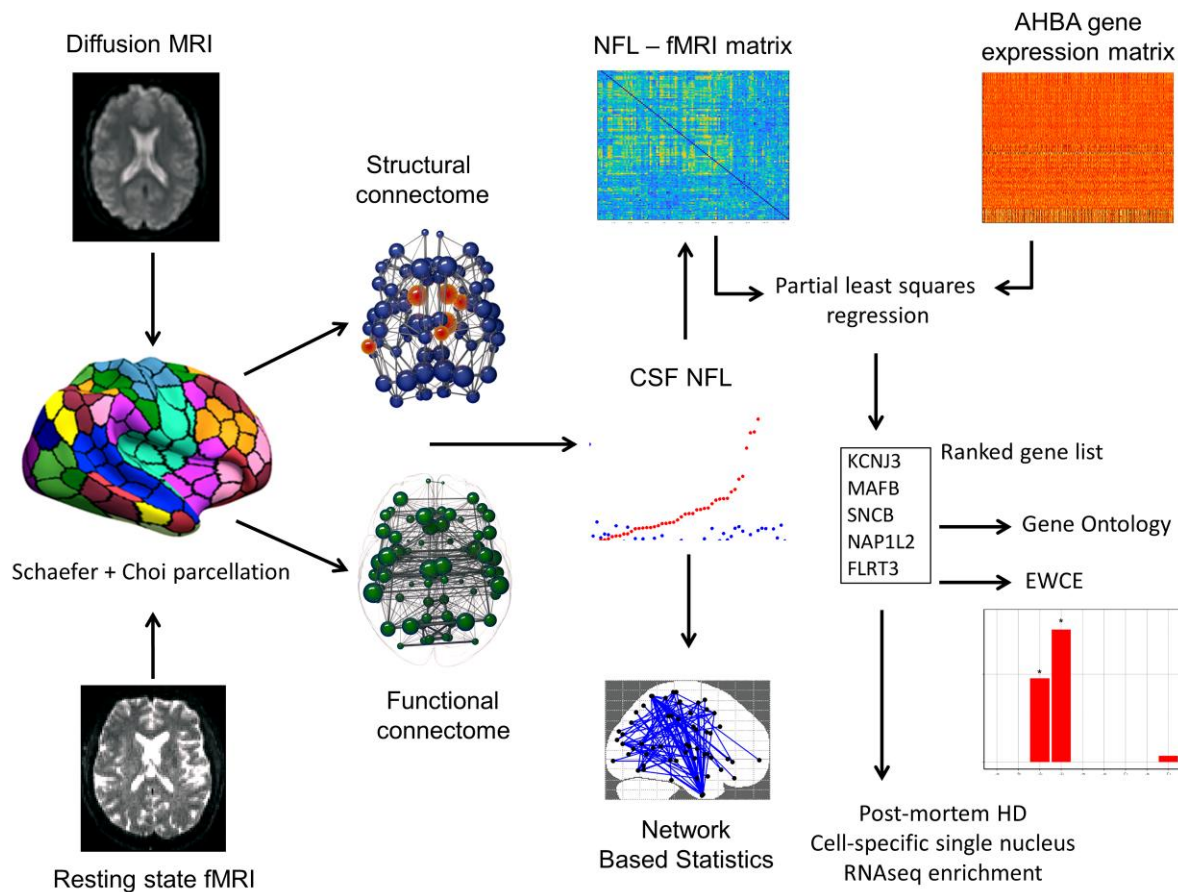 Diffusion MRI
Structural
connectome
Schaefer + Choi parcellation
Functional
connectome
Resting state fMRI
NFL – fMRI matrix
AHBA gene
expression matrix
Partial least squares
regression
CSF NFL
Ranked gene list
KCNJ3
MAFB
SNCB
NAP1L2
FLRT3
Gene Ontology
EWCE
*
*
Network
Based Statistics
Post-mortem HD
Cell-specific single nucleus
RNAseq enrichment